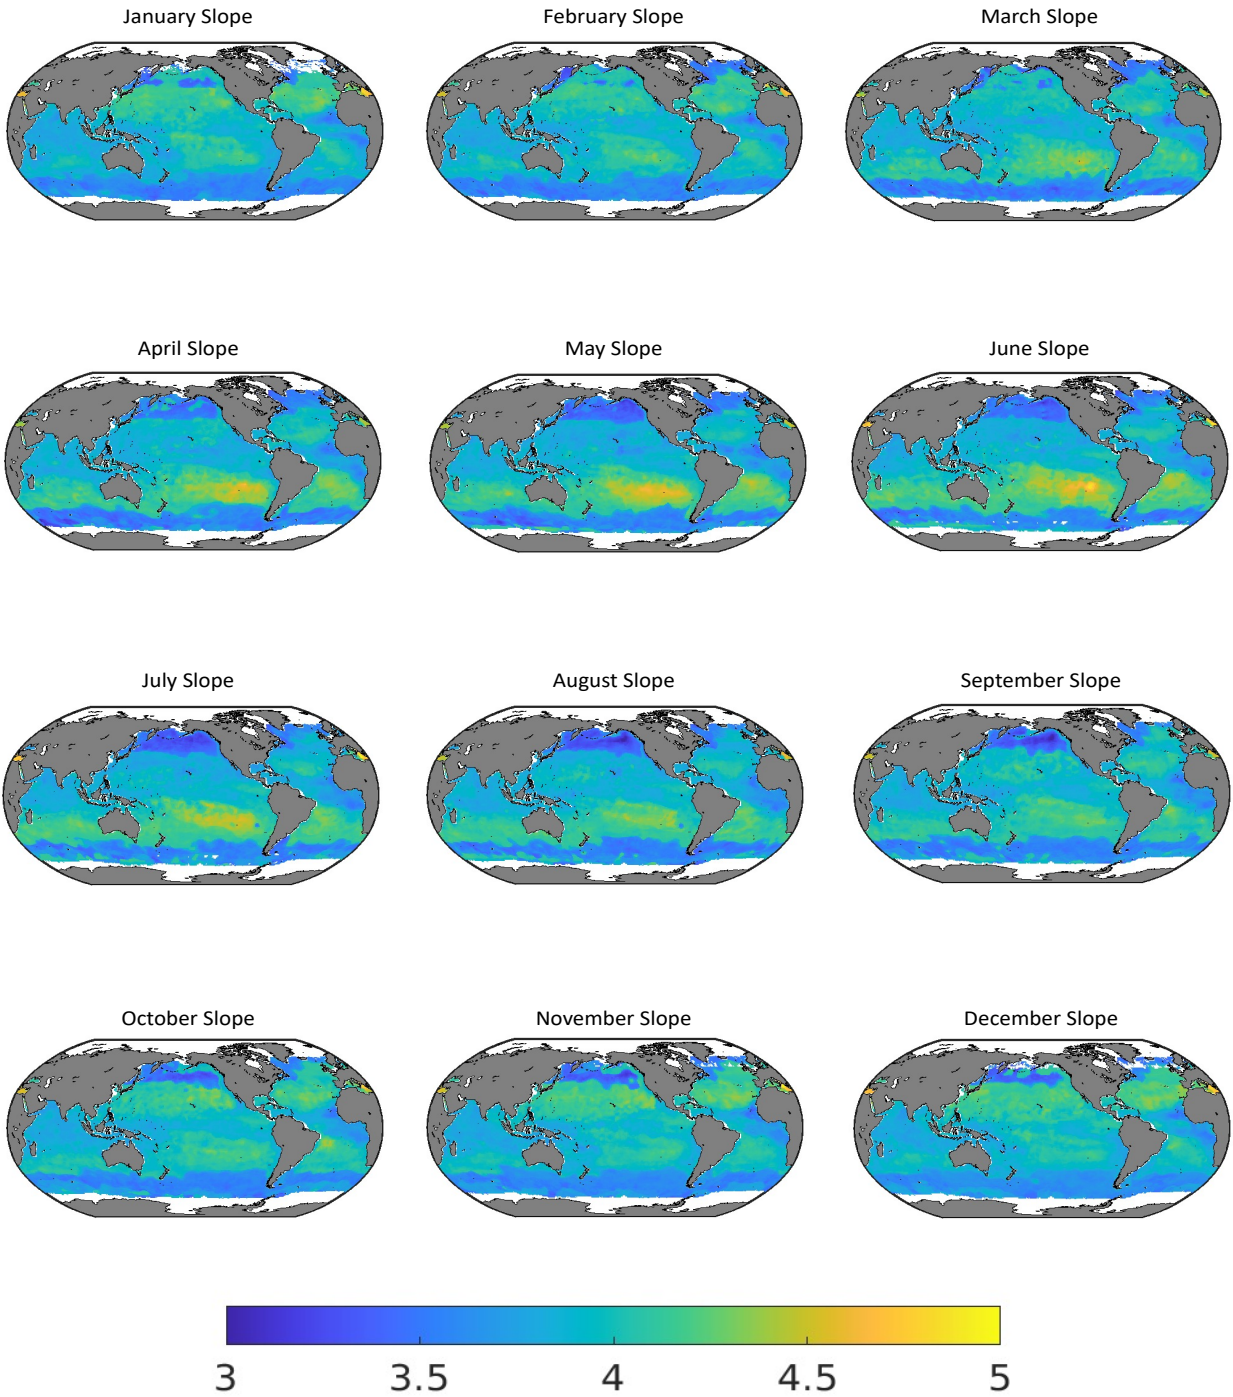 January Slope
February Slope
March Slope
April Slope
May Slope
June Slope
July Slope
August Slope
September Slope
October Slope
November Slope
December Slope
3 3.5 4 4.5 5